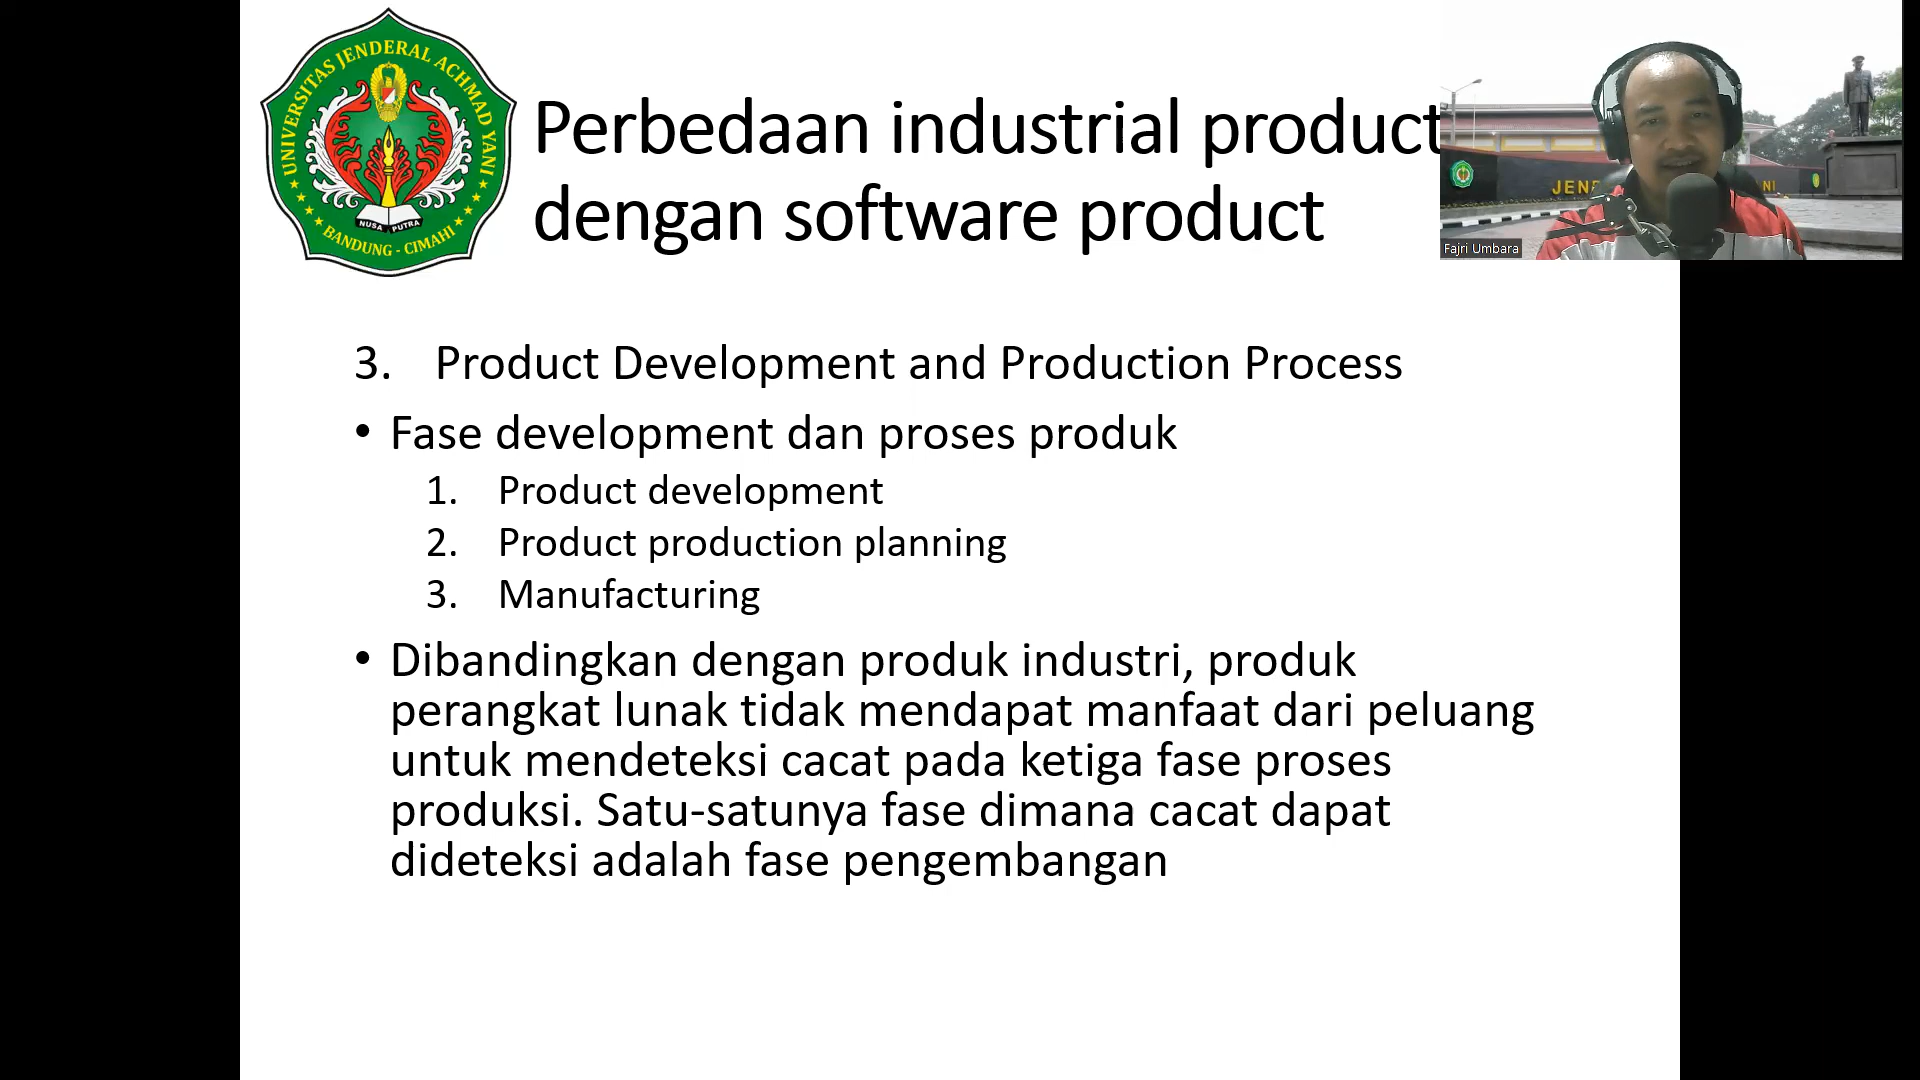 UNIVERSITAS JENDERAL ACHMAD YANI
NUSA PUTRA
BANDUNG - CIMAHI
Perbedaan industrial product
dengan software product
JEN
NI
Fajri Umbara
3. Product Development and Production Process
• Fase development dan proses produk
1. Product development
2. Product production planning
3. Manufacturing
• Dibandingkan dengan produk industri, produk
perangkat lunak tidak mendapat manfaat dari peluang
untuk mendeteksi cacat pada ketiga fase proses
produksi. Satu-satunya fase dimana cacat dapat
dideteksi adalah fase pengembangan